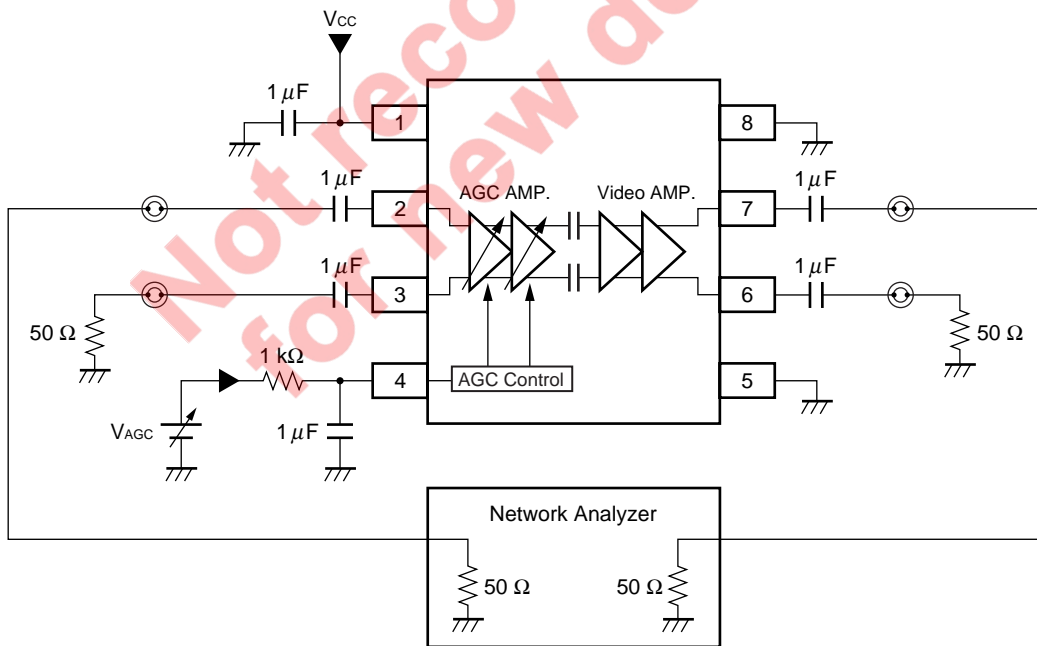 Not reco
for new de
VCC
1 μF
1
8
1 μF
2
AGC AMP.
Video AMP.
7
1 μF
1 μF
3
6
1 μF
50 Ω
50 Ω
1 kΩ
4
AGC Control
5
VAGC
1 μF
Network Analyzer
50 Ω
50 Ω